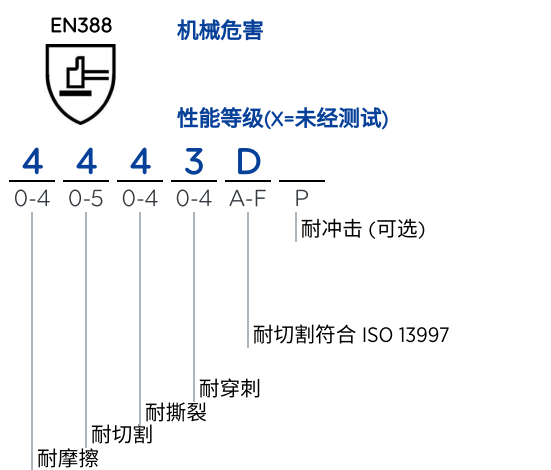 EN388
机械危害
性能等级(X=未经测试)
4 4 4 3 D
0-4 0-5 0-4 0-4 A-F P
耐冲击 (可选)
耐切割符合 ISO 13997
耐穿刺
耐撕裂
耐切割
耐摩擦